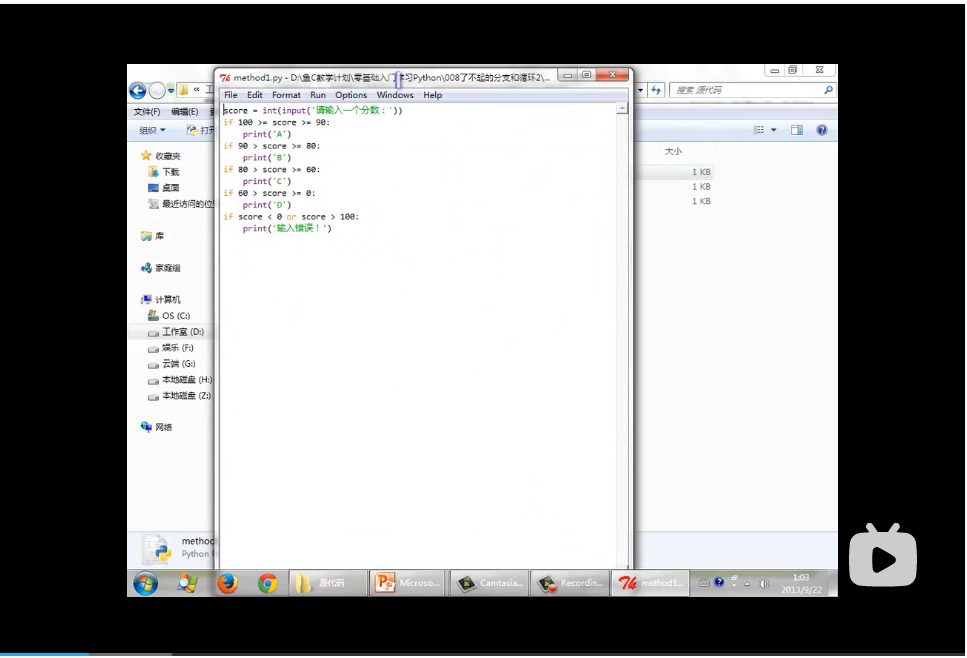 method1.py - D:\鱼C教学计划\零基础入门学习Python\008了不起的分支和循环2\...
搜索 源代码
File Edit Format Run Options Windows Help
文件(F) 编辑(E)
组织
打开
大小
score = int(input('请输入一个分数：'))
if 100 >= score >= 90:
print('A')
if 90 > score >= 80:
print('B')
if 80 > score >= 60:
print('C')
if 60 > score >= 0:
print('D')
if score < 0 or score > 100:
print('输入错误！')
收藏夹
下载
桌面
最近访问的位
库
家庭组
计算机
OS (C:)
工作室 (D:)
娱乐 (F:)
云端 (G:)
本地磁盘 (H:)
本地磁盘 (Z:)
网络
1 KB
1 KB
1 KB
method
Python
源代码
Microso...
Camtasia...
Recordin...
method1...
1:03
2013/9/22